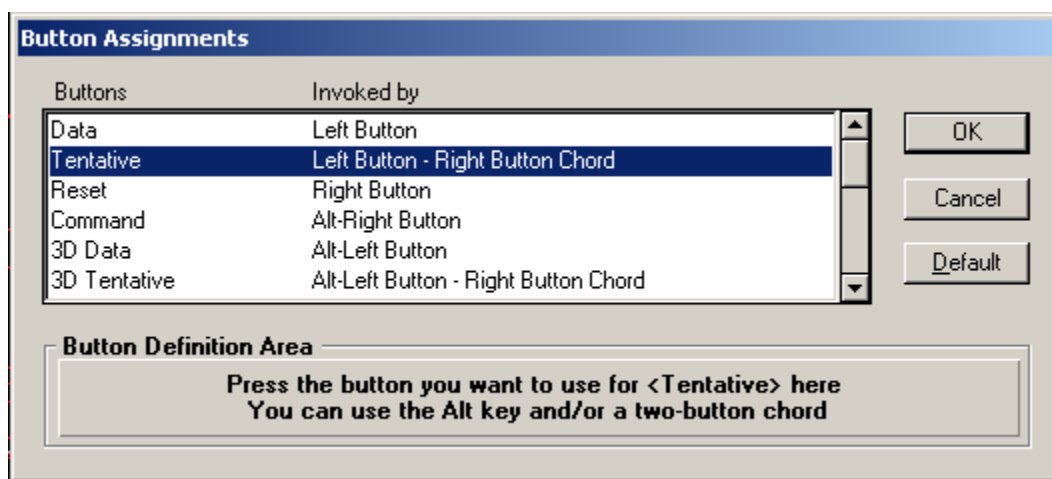 Button Assignments
Buttons Invoked by
Data Left Button
Tentative Left Button - Right Button Chord
Reset Right Button
Command Alt-Right Button
3D Data Alt-Left Button
3D Tentative Alt-Left Button - Right Button Chord
OK
Cancel
Default
Button Definition Area
Press the button you want to use for <Tentative> here
You can use the Alt key and/or a two-button chord